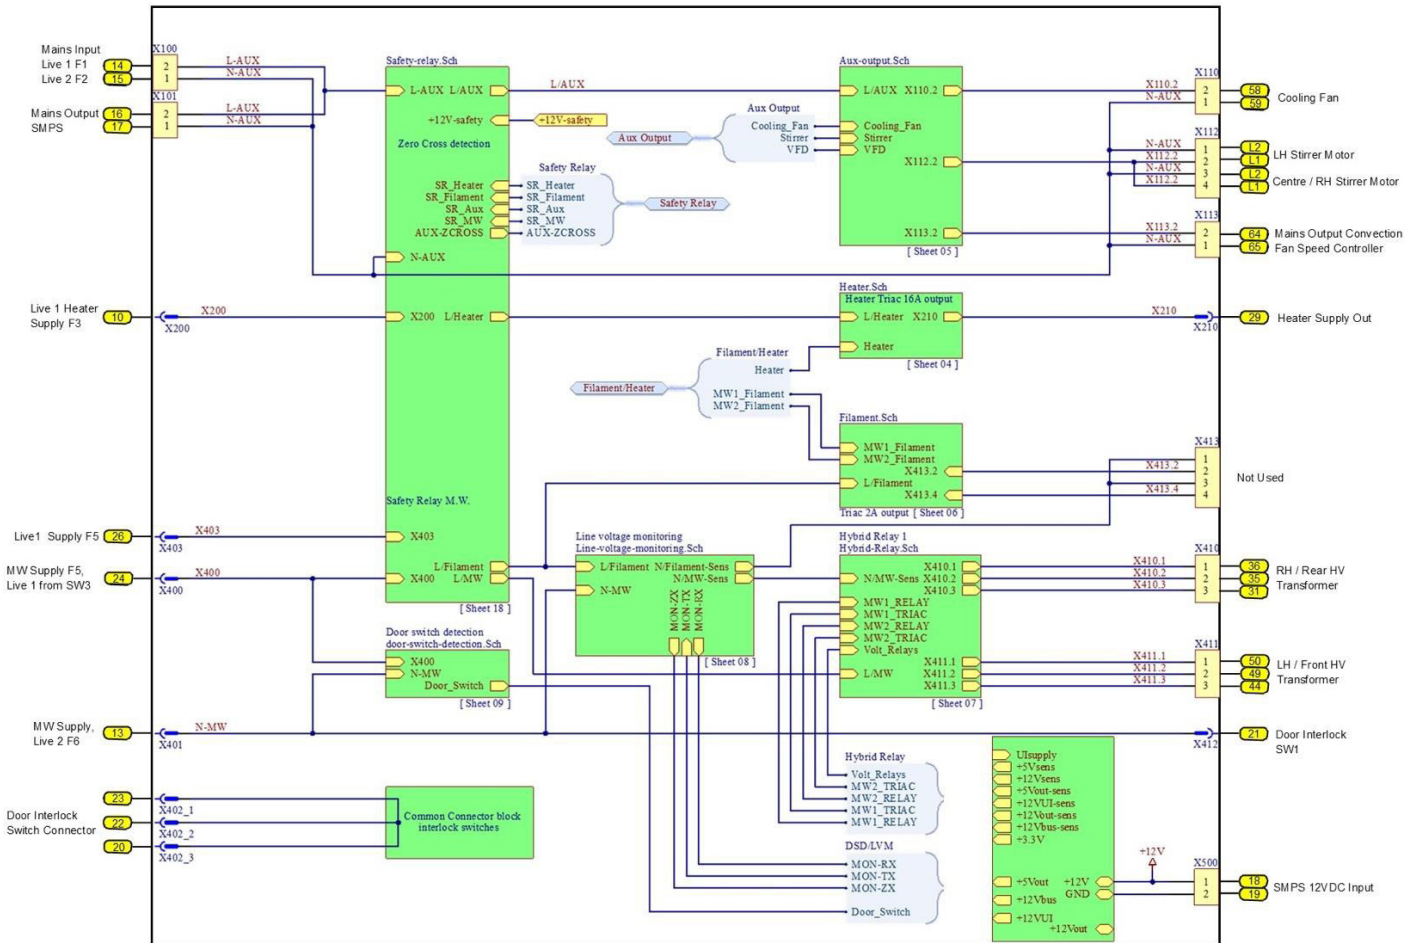 Mains Input
Live 1 F1
Live 2 F2
14
15
X100
2
1
L-AUX
N-AUX
Mains Output
SMPS
16
17
X101
2
1
L-AUX
N-AUX
Safety-relay.Sch
L-AUX L/AUX
+12V-safety
+12V-safety
Zero Cross detection
SR_Heater
SR_Filament
SR_Aux
SR_MW
AUX-ZCROSS
N-AUX
Safety Relay
SR_Heater
SR_Filament
SR_Aux
SR_MW
AUX-ZCROSS
Safety Relay
L/AUX
Aux Output
Aux Output
Cooling_Fan
Stirrer
VFD
Aux-output.Sch
L/AUX X110.2
Cooling_Fan
Stirrer
VFD
X112.2
X113.2
[ Sheet 05 ]
X110.2
N-AUX
X110
2
1
58
59
Cooling Fan
N-AUX
X112.2
N-AUX
X112.2
X112
1
2
3
4
L2
L1
L2
L1
LH Stirrer Motor
Centre / RH Stirrer Motor
X113.2
N-AUX
X113
2
1
64
65
Mains Output Convection
Fan Speed Controller
Live 1 Heater
Supply F3
10
X200
X200
X200 L/Heater
Heater.Sch
Heater Triac 16A output
L/Heater X210
Heater
[ Sheet 04 ]
X210
X210
29
Heater Supply Out
Filament/Heater
Filament/Heater
Heater
MW1_Filament
MW2_Filament
Filament.Sch
MW1_Filament
MW2_Filament
X413.2
L/Filament
X413.4
Triac 2A output [ Sheet 06 ]
X413.2
X413.4
X413
1
2
3
4
Not Used
Safety Relay M.W.
Live1 Supply F5
26
X403
X403
X403
MW Supply F5,
Live 1 from SW3
24
X400
X400
L/Filament
X400 L/MW
[ Sheet 18 ]
Door switch detection
door-switch-detection.Sch
X400
N-MW
Door_Switch
[ Sheet 09 ]
Line voltage monitoring
Line-voltage-monitoring.Sch
L/Filament N/Filament-Sens
N/MW-Sens
N-MW
MON-ZX
MON-TX
MON-RX
[ Sheet 08 ]
Hybrid Relay 1
Hybrid-Relay.Sch
X410.1
N/MW-Sens X410.2
X410.3
MW1_RELAY
MW1_TRIAC
MW2_RELAY
MW2_TRIAC
Volt_Relays
X411.1
L/MW X411.2
X411.3
[ Sheet 07 ]
X410.1
X410.2
X410.3
X410
1
2
3
36
35
31
RH / Rear HV
Transformer
X411.1
X411.2
X411.3
X411
1
2
3
50
49
44
LH / Front HV
Transformer
MW Supply,
Live 2 F6
13
N-MW
X401
X412
21
Door Interlock
SW1
Door Interlock
Switch Connector
23
22
20
X402_1
X402_2
X402_3
Common Connector block
interlock switches
Hybrid Relay
Volt_Relays
MW2_TRIAC
MW2_RELAY
MW1_TRIAC
MW1_RELAY
DSD/LVM
MON-RX
MON-TX
MON-ZX
Door_Switch
UIsupply
+5Vsens
+12Vsens
+5Vout-sens
+12VUI-sens
+12Vout-sens
+12Vbus-sens
+3.3V
+5Vout +12V
GND
+12Vbus
+12VUI
+12Vout
+12V
X500
1
2
18
19
SMPS 12VDC Input